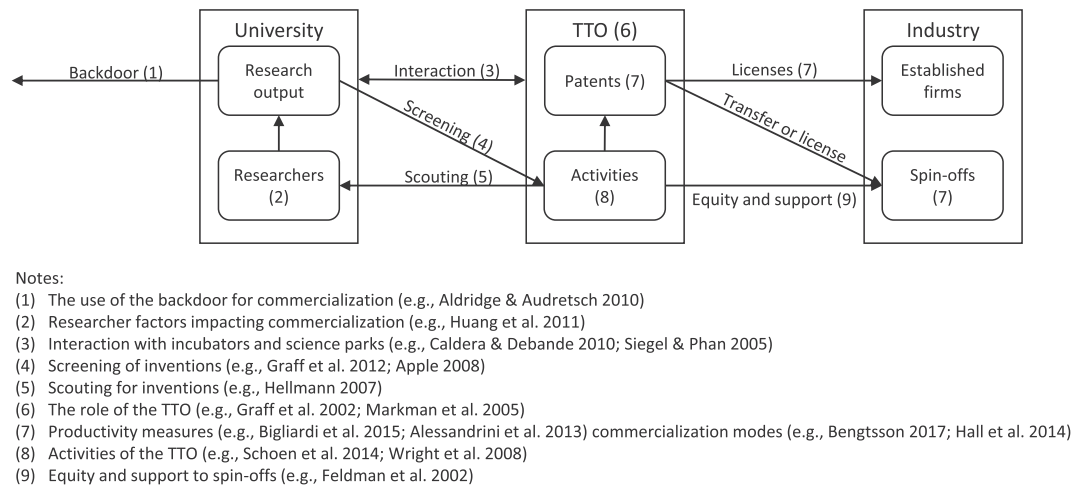 University
TTO (6)
Industry
Backdoor (1)
Research
output
Interaction (3)
Patents (7)
Licenses (7)
Established
firms
Screening (4)
Transfer or license
Researchers
(2)
Scouting (5)
Activities
(8)
Equity and support (9)
Spin-offs
(7)
Notes:
(1) The use of the backdoor for commercialization (e.g., Aldridge & Audretsch 2010)
(2) Researcher factors impacting commercialization (e.g., Huang et al. 2011)
(3) Interaction with incubators and science parks (e.g., Caldera & Debande 2010; Siegel & Phan 2005)
(4) Screening of inventions (e.g., Graff et al. 2012; Apple 2008)
(5) Scouting for inventions (e.g., Hellmann 2007)
(6) The role of the TTO (e.g., Graff et al. 2002; Markman et al. 2005)
(7) Productivity measures (e.g., Bigliardi et al. 2015; Alessandrini et al. 2013) commercialization modes (e.g., Bengtsson 2017; Hall et al. 2014)
(8) Activities of the TTO (e.g., Schoen et al. 2014; Wright et al. 2008)
(9) Equity and support to spin-offs (e.g., Feldman et al. 2002)